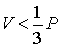 V < 1/3 P